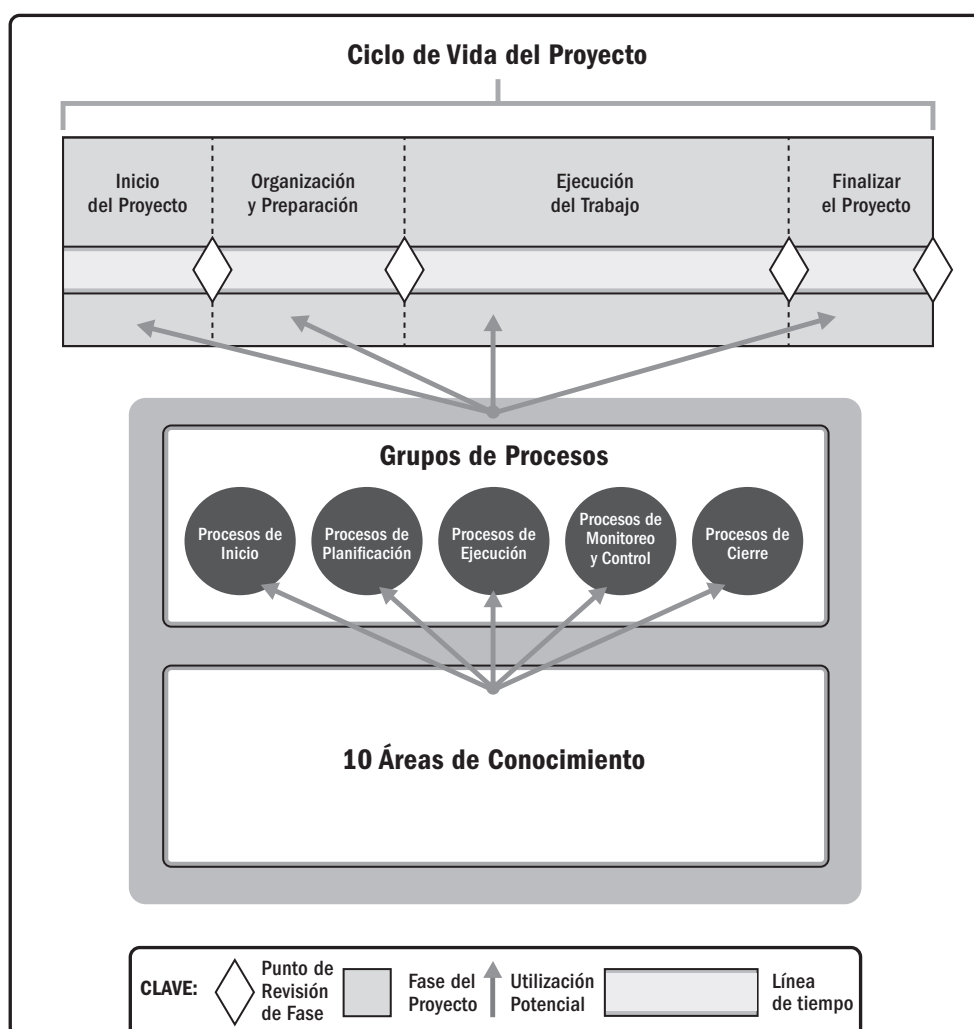 Ciclo de Vida del Proyecto
Inicio
del Proyecto
Organización
y Preparación
Ejecución
del Trabajo
Finalizar
el Proyecto
Grupos de Procesos
Procesos de
Inicio
Procesos de
Planificación
Procesos de
Ejecución
Procesos de
Monitoreo
y Control
Procesos de
Cierre
10 Áreas de Conocimiento
CLAVE:
Punto de
Revisión
de Fase
Fase del
Proyecto
Utilización
Potencial
Línea
de tiempo